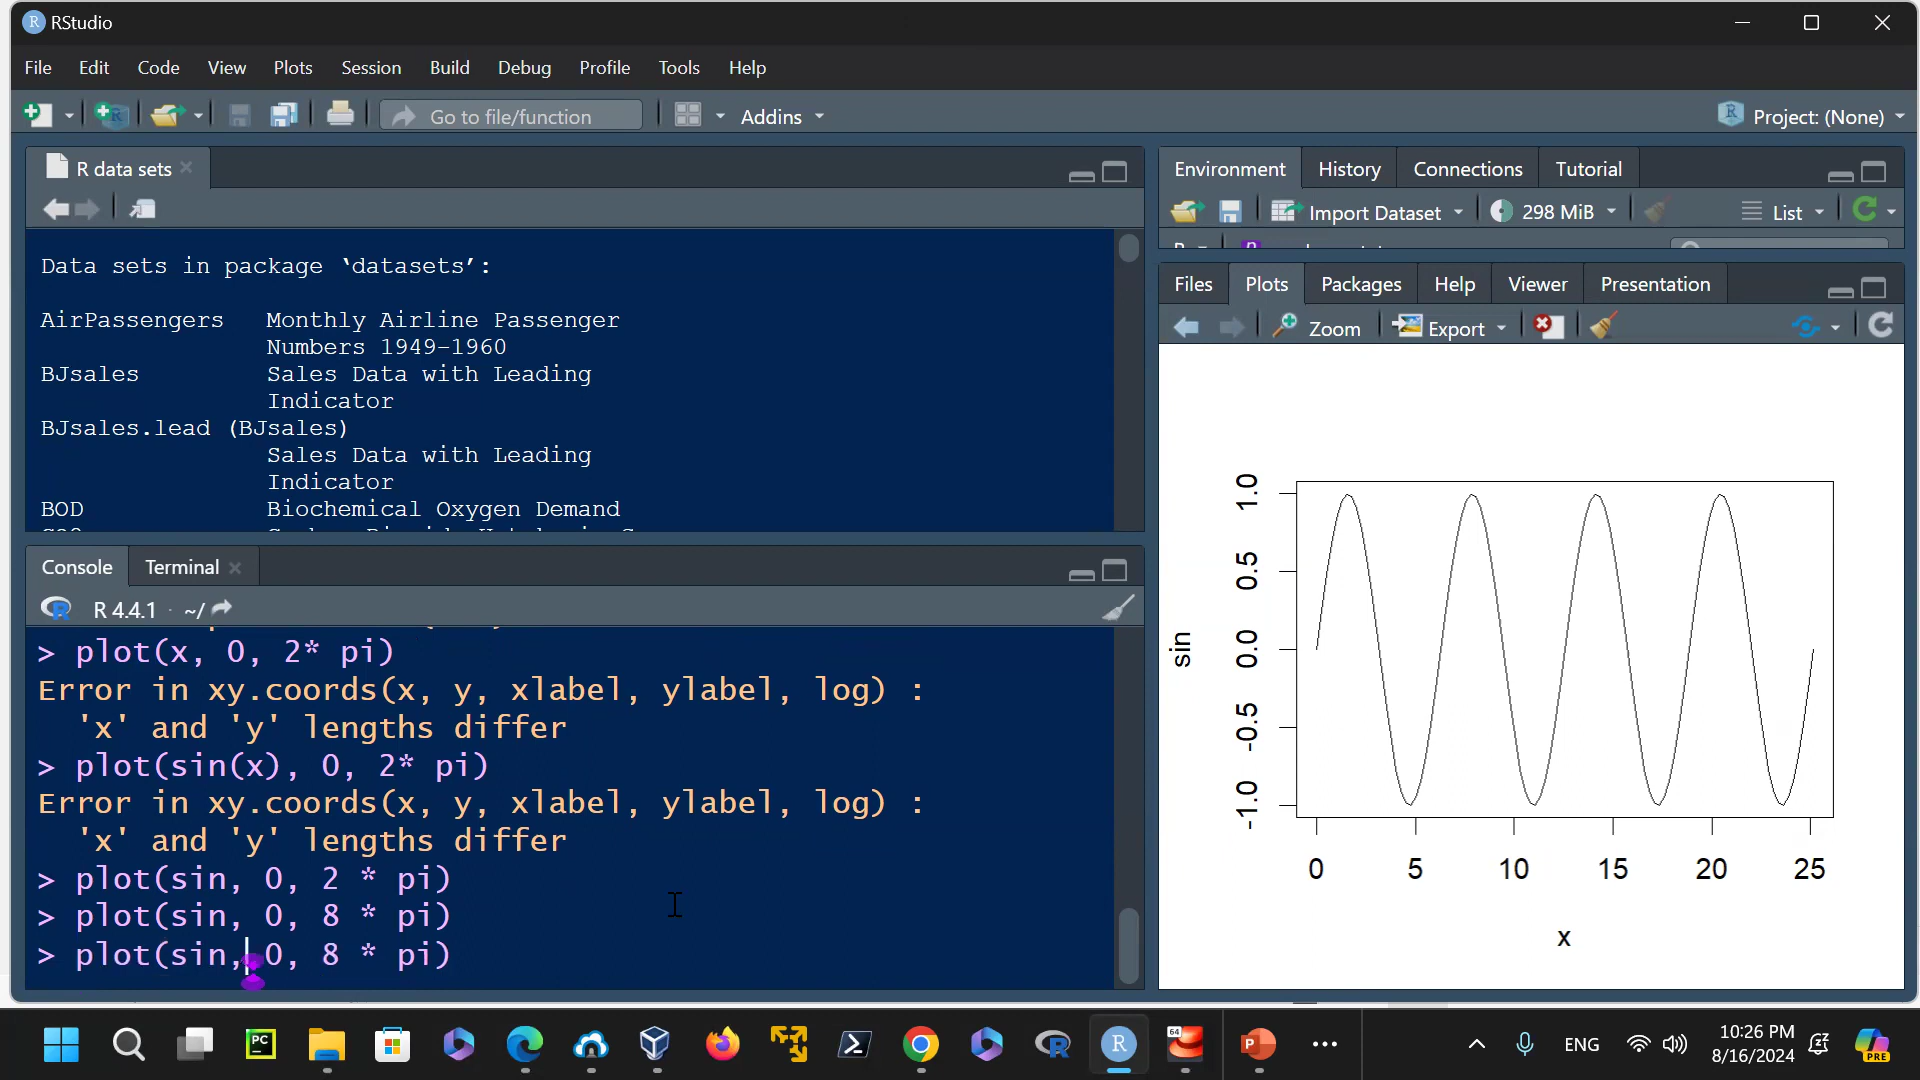 RStudio
File Edit Code View Plots Session Build Debug Profile Tools Help
Go to file/function
Addins
Project: (None)
R data sets
Data sets in package ‘datasets’:
AirPassengers Monthly Airline Passenger
Numbers 1949-1960
BJsales Sales Data with Leading
Indicator
BJsales.lead (BJsales)
Sales Data with Leading
Indicator
BOD Biochemical Oxygen Demand
Console Terminal
R 4.4.1 · ~/
> plot(x, 0, 2* pi)
Error in xy.coords(x, y, xlabel, ylabel, log) :
'x' and 'y' lengths differ
> plot(sin(x), 0, 2* pi)
Error in xy.coords(x, y, xlabel, ylabel, log) :
'x' and 'y' lengths differ
> plot(sin, 0, 2 * pi)
> plot(sin, 0, 8 * pi)
> plot(sin, 0, 8 * pi)
Environment History Connections Tutorial
Import Dataset 298 MiB List
Files Plots Packages Help Viewer Presentation
Zoom Export
1.0
0.5
0.0
-0.5
-1.0
sin
0 5 10 15 20 25
x
PC
64
P
ENG
10:26 PM
8/16/2024
PRE